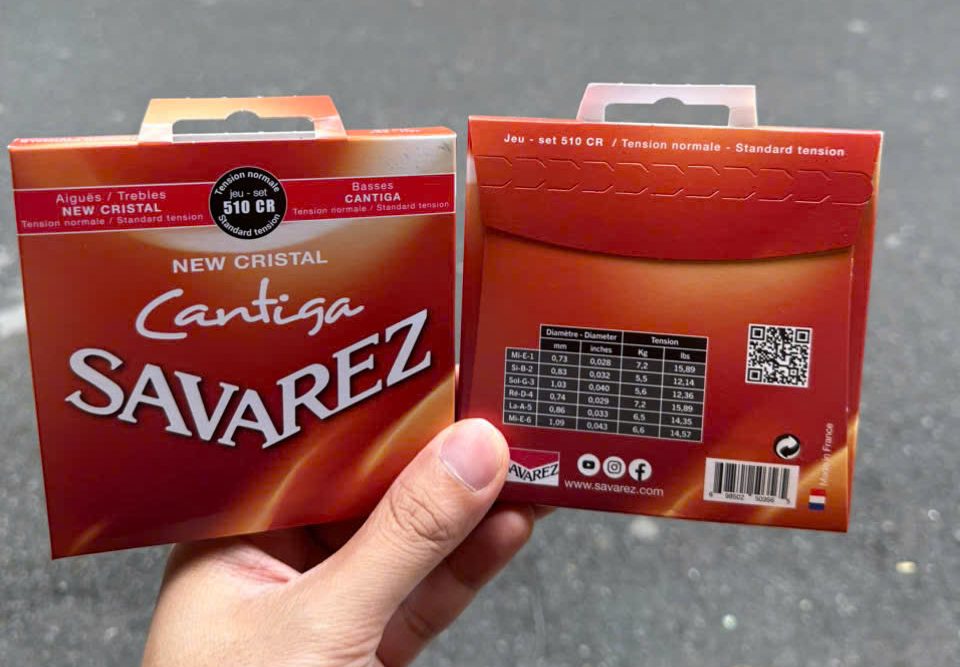 Aiguës / Trebles
NEW CRISTAL
Tension normale / Standard tension
Tension normale
jeu - set
510 CR
Standard tension
Basses
CANTIGA
Tension normale / Standard tension
NEW CRISTAL
Cantiga
SAVAREZ
Jeu - set 510 CR / Tension normale - Standard tension
Diamètre - Diameter Tension
mm inches Kg lbs
Mi-E-1 0,73 0,028 7,2 15,89
Si-B-2 0,83 0,032 5,5 12,14
Sol-G-3 1,03 0,040 5,6 12,36
Ré-D-4 0,74 0,029 7,2 15,89
La-A-5 0,86 0,033 6,5 14,35
Mi-E-6 1,09 0,043 6,6 14,57
SAVAREZ
www.savarez.com
Made in France